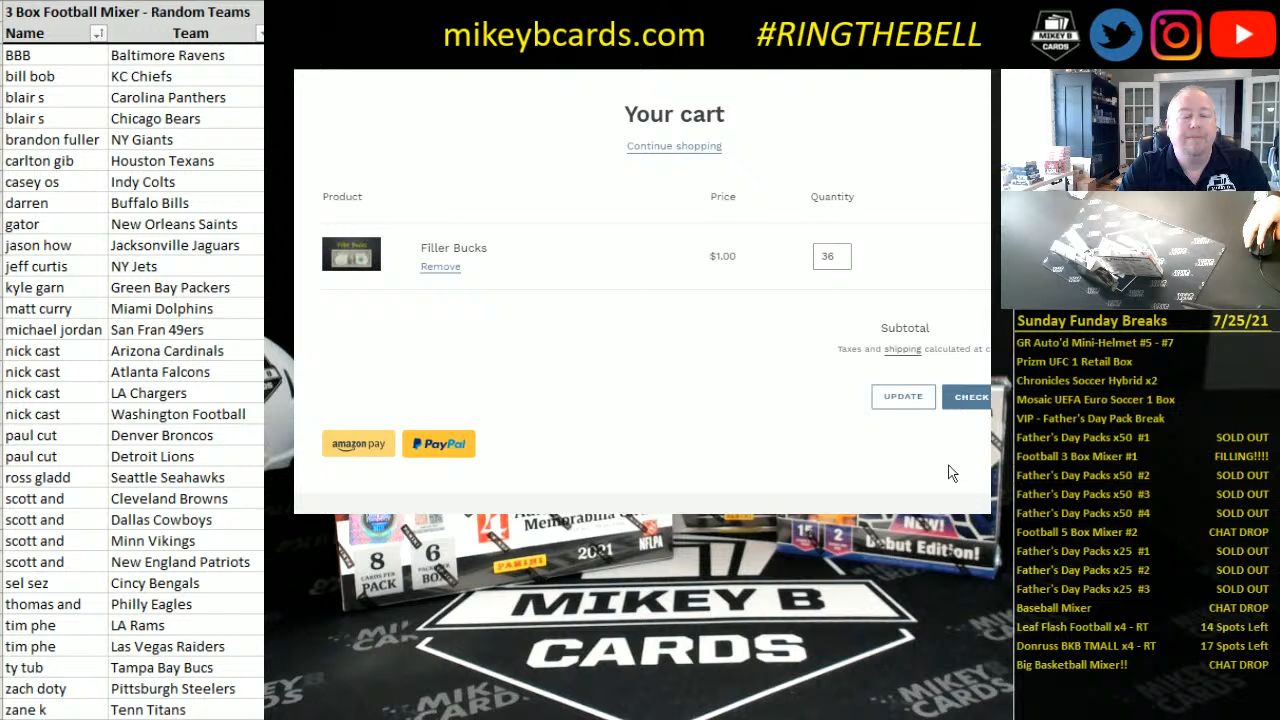 3 Box Football Mixer - Random Teams
Name Team
BBB Baltimore Ravens
bill bob KC Chiefs
blair s Carolina Panthers
blair s Chicago Bears
brandon fuller NY Giants
carlton gib Houston Texans
casey os Indy Colts
darren Buffalo Bills
gator New Orleans Saints
jason how Jacksonville Jaguars
jeff curtis NY Jets
kyle garn Green Bay Packers
matt curry Miami Dolphins
michael jordan San Fran 49ers
nick cast Arizona Cardinals
nick cast Atlanta Falcons
nick cast LA Chargers
nick cast Washington Football
paul cut Denver Broncos
paul cut Detroit Lions
ross gladd Seattle Seahawks
scott and Cleveland Browns
scott and Dallas Cowboys
scott and Minn Vikings
scott and New England Patriots
sel sez Cincy Bengals
thomas and Philly Eagles
tim phe LA Rams
tim phe Las Vegas Raiders
ty tub Tampa Bay Bucs
zach doty Pittsburgh Steelers
zane k Tenn Titans
mikeybcards.com #RINGTHEBELL
MIKEY B
CARDS
Your cart
Continue shopping
Product Price Quantity
Filler Bucks $1.00 36
Remove
Subtotal
Taxes and shipping calculated at c
UPDATE CHECK
amazon pay PayPal
Memorabilia
8 CARDS PER PACK
6
BOX
PANINI
2021
NFLPA
15 2
NEW!
Debut Edition!
MIKEY B
CARDS
Sunday Funday Breaks 7/25/21
GR Auto'd Mini-Helmet #5 - #7
Prizm UFC 1 Retail Box
Chronicles Soccer Hybrid x2
Mosaic UEFA Euro Soccer 1 Box
VIP - Father's Day Pack Break
Father's Day Packs x50 #1 SOLD OUT
Football 3 Box Mixer #1 FILLING!!!!
Father's Day Packs x50 #2 SOLD OUT
Father's Day Packs x50 #3 SOLD OUT
Father's Day Packs x50 #4 SOLD OUT
Football 5 Box Mixer #2 CHAT DROP
Father's Day Packs x25 #1 SOLD OUT
Father's Day Packs x25 #2 SOLD OUT
Father's Day Packs x25 #3 SOLD OUT
Baseball Mixer CHAT DROP
Leaf Flash Football x4 - RT 14 Spots Left
Donruss BKB TMALL x4 - RT 17 Spots Left
Big Basketball Mixer!! CHAT DROP